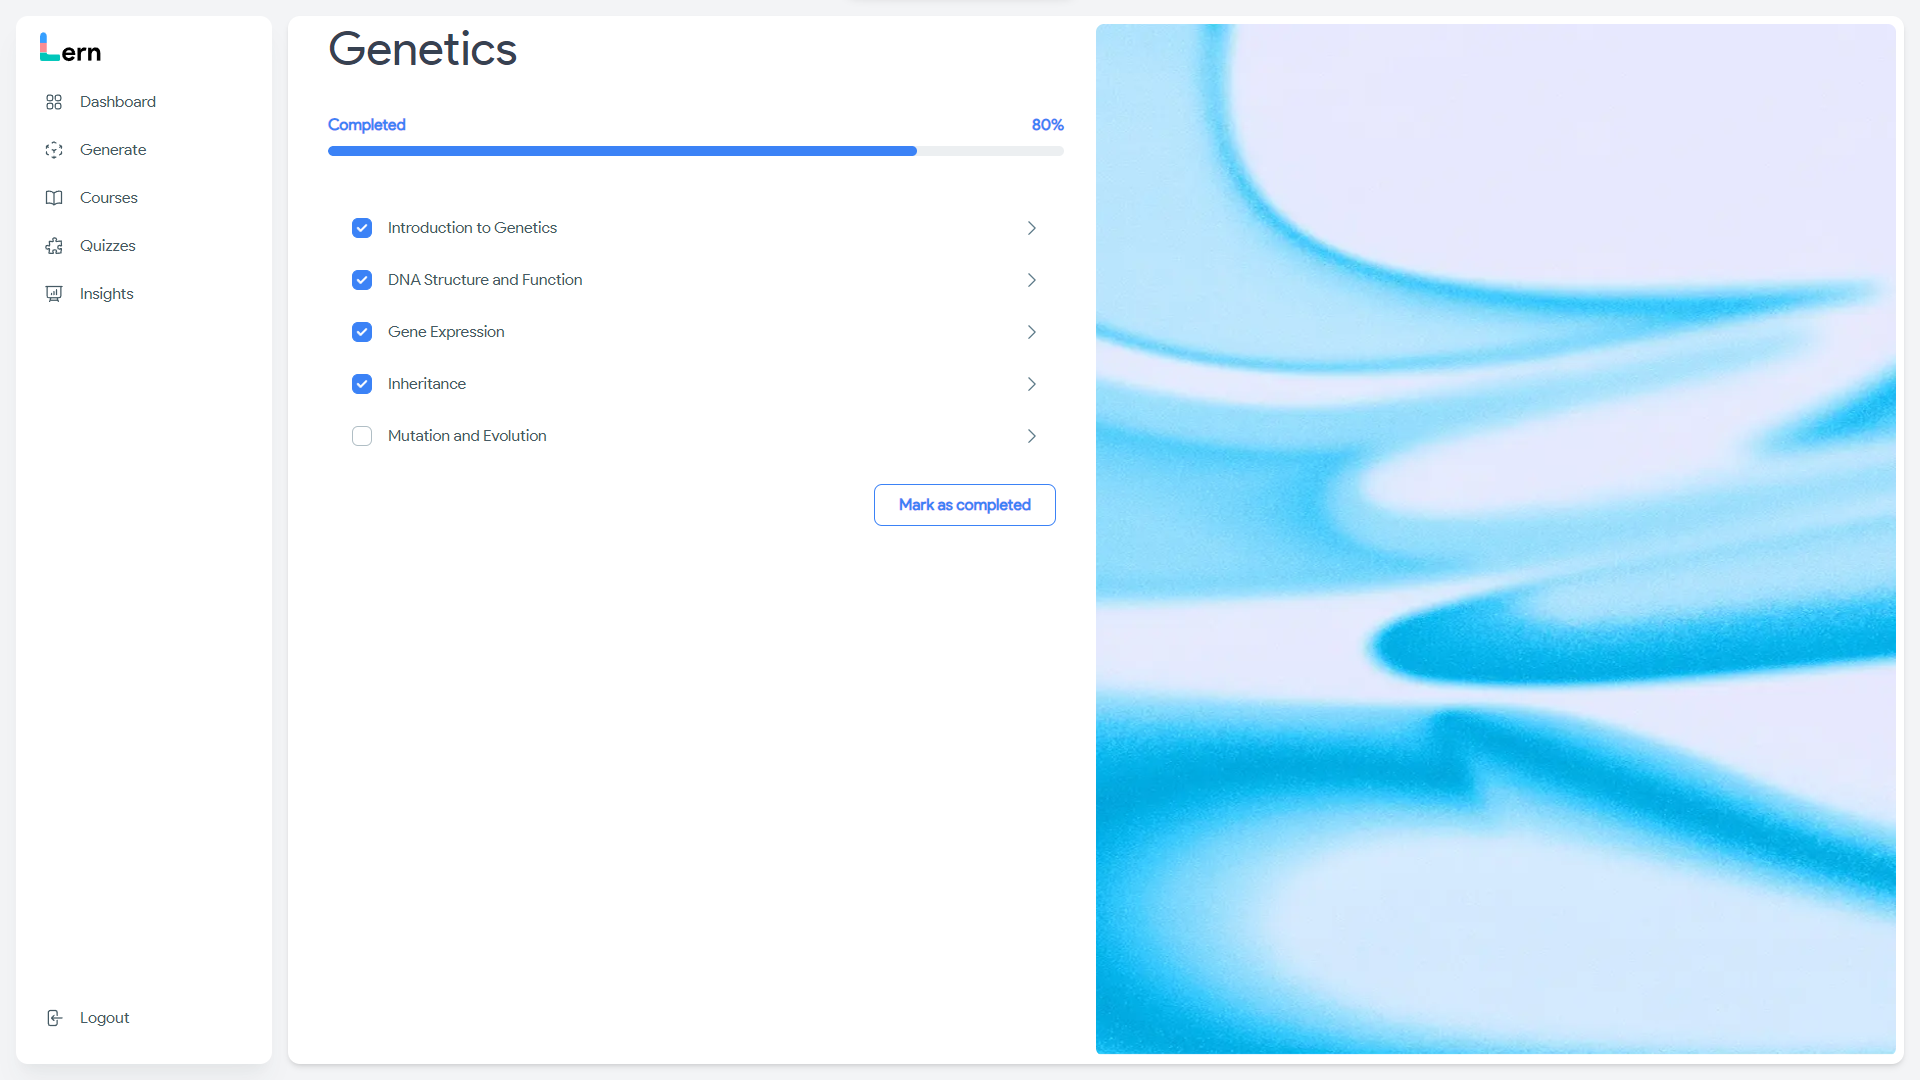 Lern
Dashboard
Generate
Courses
Quizzes
Insights
Logout
Genetics
Completed 80%
Introduction to Genetics
DNA Structure and Function
Gene Expression
Inheritance
Mutation and Evolution
Mark as completed